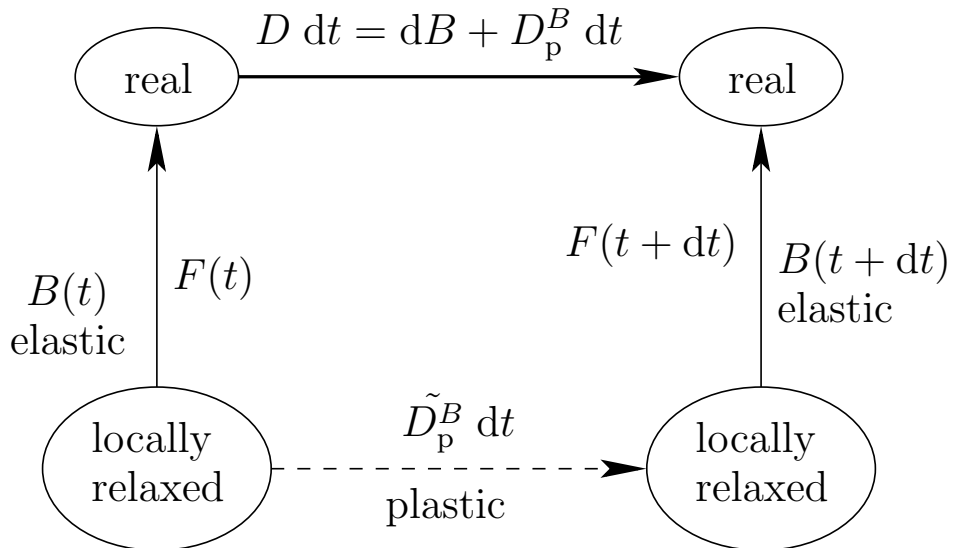 D dt = dB + D_p^B dt
real
real
F(t + dt)
F(t)
B(t)
elastic
B(t + dt)
elastic
D̃_p^B dt
locally
relaxed
plastic
locally
relaxed